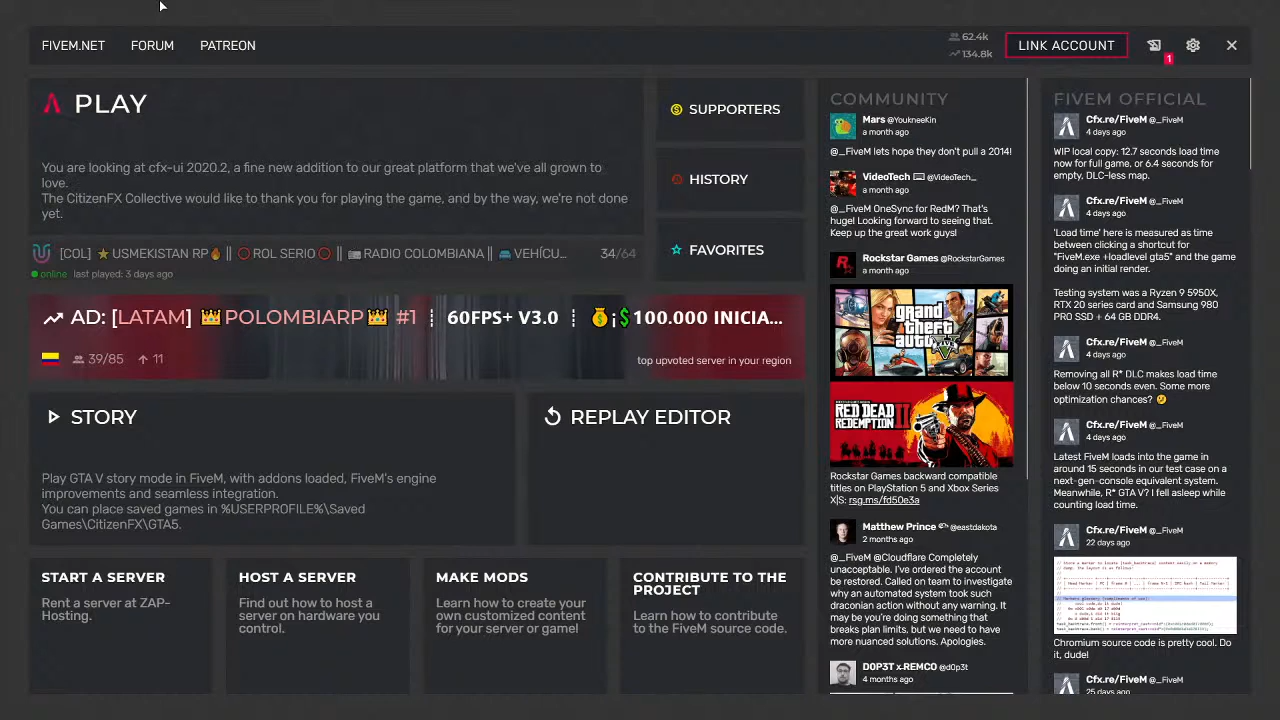 FIVEM.NET FORUM PATREON
62.4k
134.8k
LINK ACCOUNT
1
PLAY
You are looking at cfx-ui 2020.2, a fine new addition to our great platform that we've all grown to
love.
The CitizenFX Collective would like to thank you for playing the game, and by the way, we're not done
yet.
[COL] ⭐USMEKISTAN RP🔥|| ⭕ROL SERIO⭕ || 📻RADIO COLOMBIANA || 🚘VEHÍCU... 34/64
online last played: 3 days ago
SUPPORTERS
HISTORY
FAVORITES
AD: [LATAM] 👑POLOMBIARP👑 #1 ┋ 60FPS+ V3.0 ┋ 💰¡💲100.000 INICIA...
39/85 11
top upvoted server in your region
STORY
Play GTA V story mode in FiveM, with addons loaded, FiveM's engine
improvements and seamless integration.
You can place saved games in %USERPROFILE%\Saved
Games\CitizenFX\GTA5.
REPLAY EDITOR
START A SERVER
Rent a server at ZAP-
Hosting.
HOST A SERVER
Find out how to host a
server on hardware you
control.
MAKE MODS
Learn how to create your
own customized content
for your server or game!
CONTRIBUTE TO THE
PROJECT
Learn how to contribute
to the FiveM source code.
COMMUNITY
Mars @YoukneeKin
a month ago
@_FiveM lets hope they don't pull a 2014!
VideoTech ⌨ @VideoTech_
a month ago
@_FiveM OneSync for RedM? That's
huge! Looking forward to seeing that.
Keep up the great work guys!
Rockstar Games @RockstarGames
a month ago
grand
theft
auto
FIVE
RED DEAD
REDEMPTION
II
Rockstar Games backward compatible
titles on PlayStation 5 and Xbox Series
X|S: rsg.ms/fd50e3a
Matthew Prince @eastdakota
2 months ago
@_FiveM @Cloudflare Completely
unacceptable. I've ordered the account
be restored. Called on team to investigate
why the abuse system took such
draconian action without any warning. It
may be you're doing something that
breaks plan limits, but we need to have
more nuanced solutions. Apologies.
D0P3T x-REMCO @d0p3t
4 months ago
FIVEM OFFICIAL
Cfx.re/FiveM @_FiveM
4 days ago
WIP local copy: 12.7 seconds load time
now for full game, or 6.4 seconds for
empty, DLC-less map.
Cfx.re/FiveM @_FiveM
4 days ago
'Load time' here is measured as time
between clicking a shortcut for
"FiveM.exe +loadlevel gta5" and the game
doing an initial render.
Testing system was a Ryzen 9 5950X,
RTX 20 series card and Samsung 980
PRO SSD + 64 GB DDR4.
Cfx.re/FiveM @_FiveM
4 days ago
Removing all R* DLC makes load time
below 10 seconds even. Some more
optimization chances? 🤔
Cfx.re/FiveM @_FiveM
4 days ago
Latest FiveM loads into the game in
around 15 seconds in our test case on a
next-gen-console equivalent system.
Meanwhile, R* GTA V? I fell asleep while
counting load time.
Cfx.re/FiveM @_FiveM
22 days ago
Chromium source code is pretty cool. Do
it, dude!
Cfx.re/FiveM @_FiveM
25 days ago